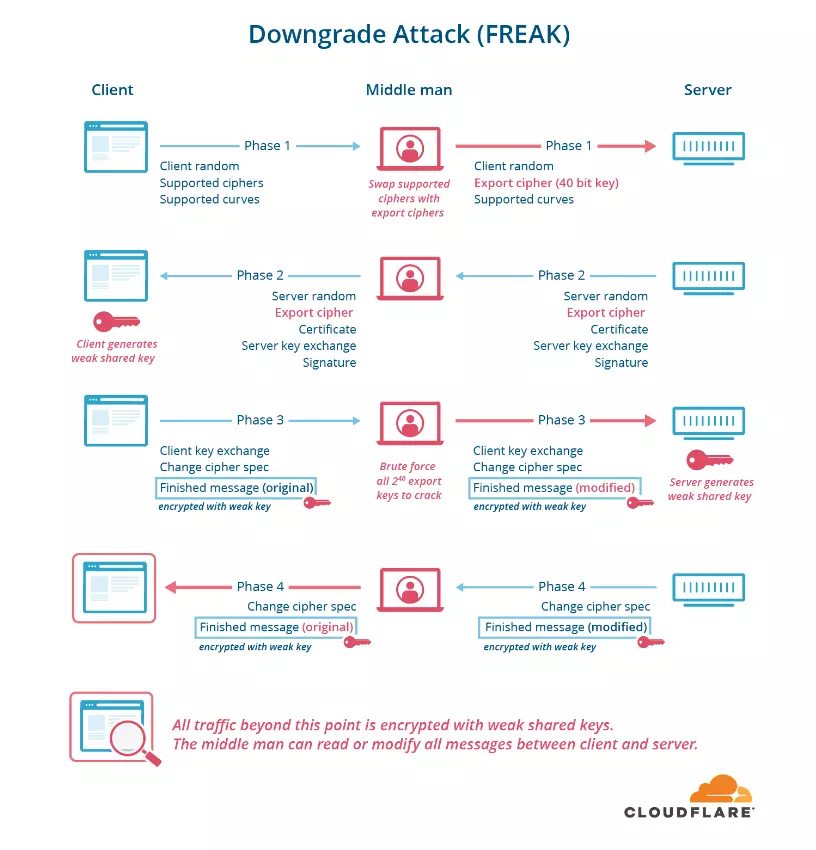 Downgrade Attack (FREAK)
Client
Middle man
Server
Phase 1
Client random
Supported ciphers
Supported curves
Swap supported
ciphers with
export ciphers
Phase 1
Client random
Export cipher (40 bit key)
Supported curves
Phase 2
Server random
Export cipher
Certificate
Server key exchange
Signature
Client generates
weak shared key
Phase 2
Server random
Export cipher
Certificate
Server key exchange
Signature
Phase 3
Client key exchange
Change cipher spec
Finished message (original)
encrypted with weak key
Brute force
all 2⁴⁰ export
keys to crack
Phase 3
Client key exchange
Change cipher spec
Finished message (modified)
encrypted with weak key
Server generates
weak shared key
Phase 4
Change cipher spec
Finished message (original)
encrypted with weak key
Phase 4
Change cipher spec
Finished message (modified)
encrypted with weak key
All traffic beyond this point is encrypted with weak shared keys.
The middle man can read or modify all messages between client and server.
CLOUDFLARE